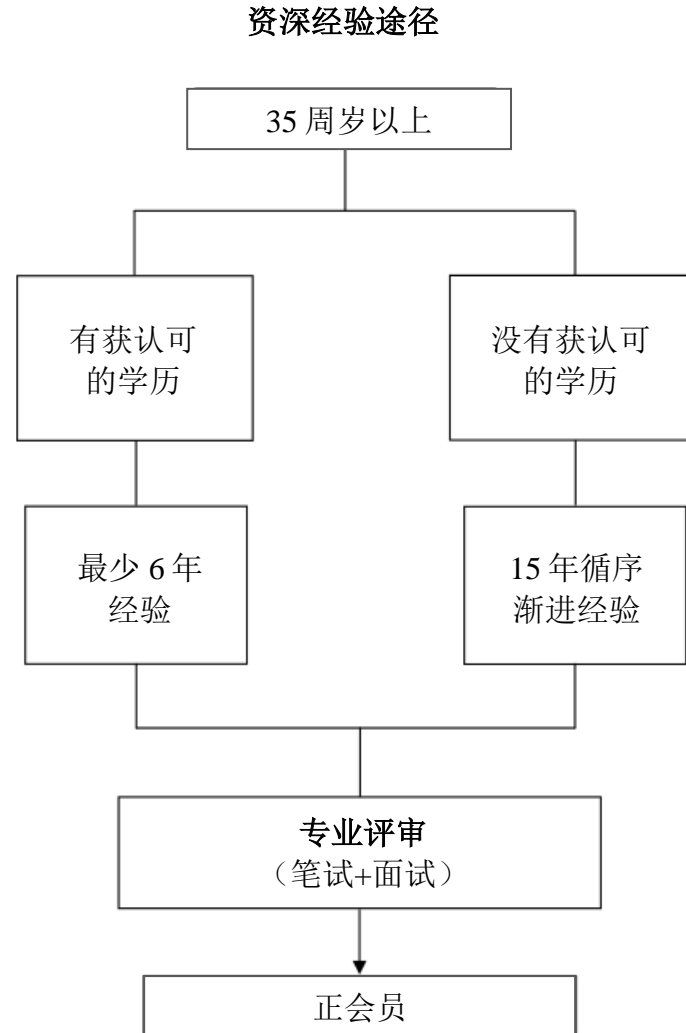 资深经验途径
35 周岁以上
有获认可
的学历
没有获认可
的学历
最少 6 年
经验
15 年循序
渐进经验
专业评审
（笔试+面试）
正会员